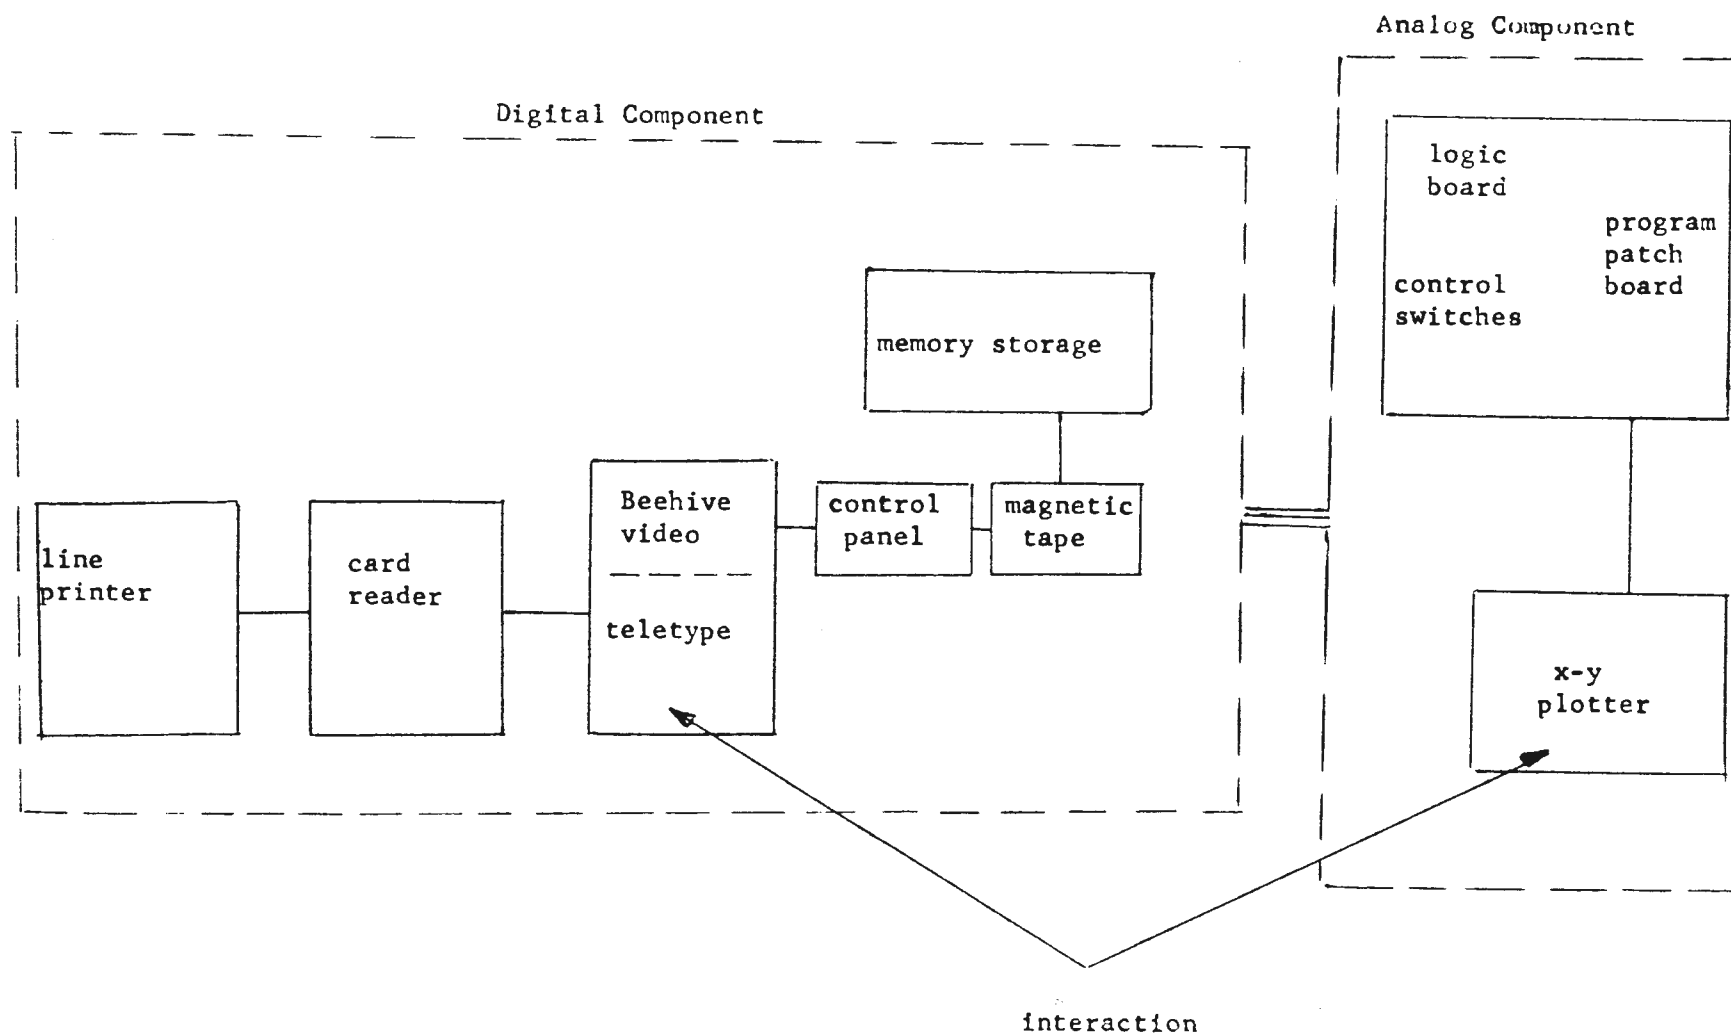 Analog Component
Digital Component
logic
board
program
patch
board
control
switches
memory storage
Beehive
video
teletype
control
panel
magnetic
tape
line
printer
card
reader
x-y
plotter
interaction